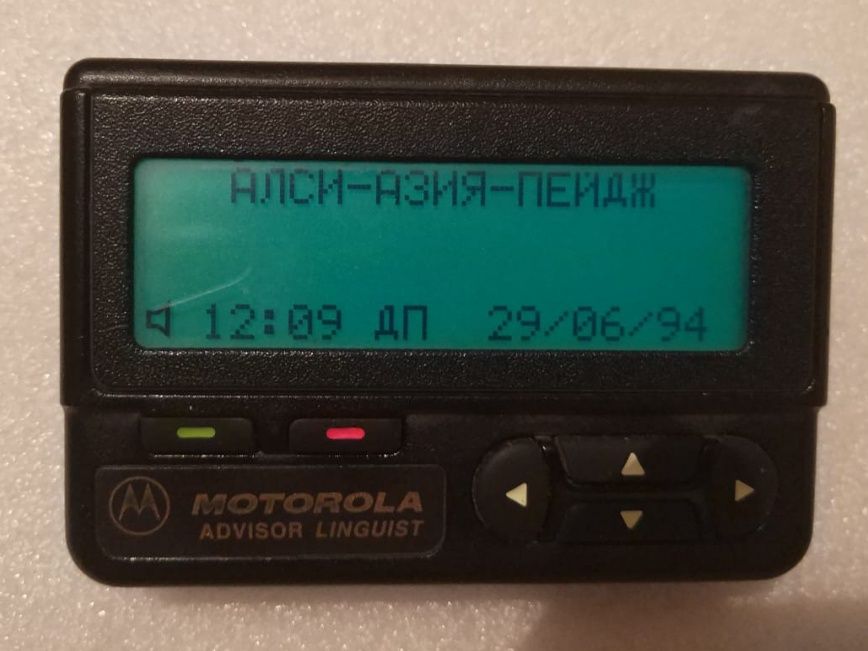 АЛСИ-АЗИЯ-ПЕЙДЖ
12:09 ДП 29/06/94
MOTOROLA
ADVISOR LINGUIST